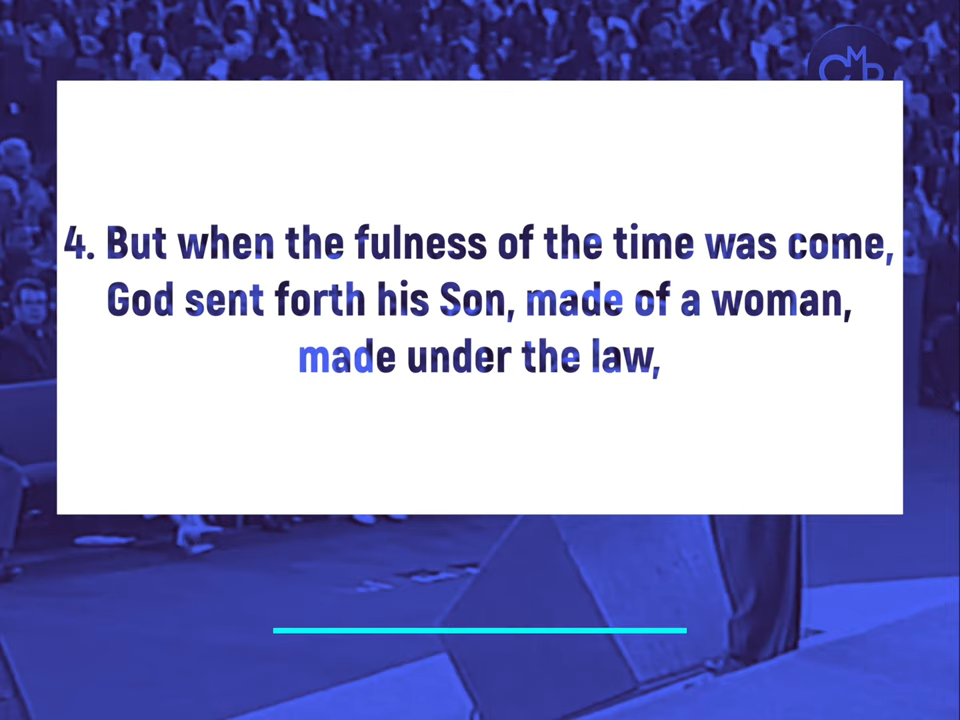 4. But when the fulness of the time was come,
God sent forth his Son, made of a woman,
made under the law,